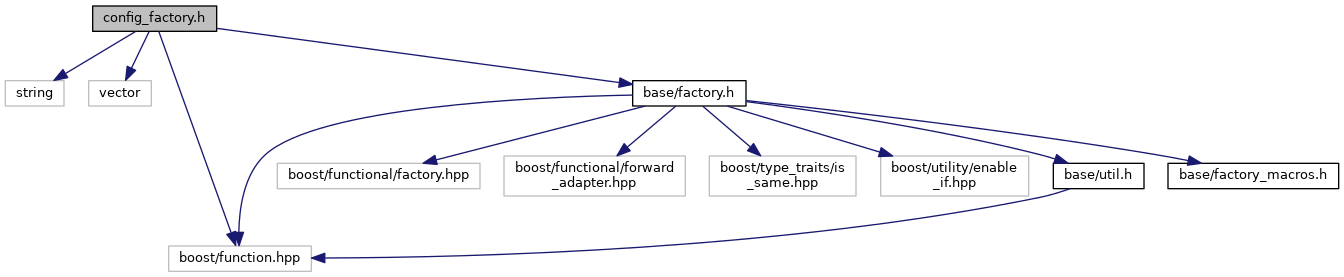 config_factory.h
string
vector
base/factory.h
boost/functional/factory.hpp
boost/functional/forward
_adapter.hpp
boost/type_traits/is
_same.hpp
boost/utility/enable
_if.hpp
base/util.h
base/factory_macros.h
boost/function.hpp